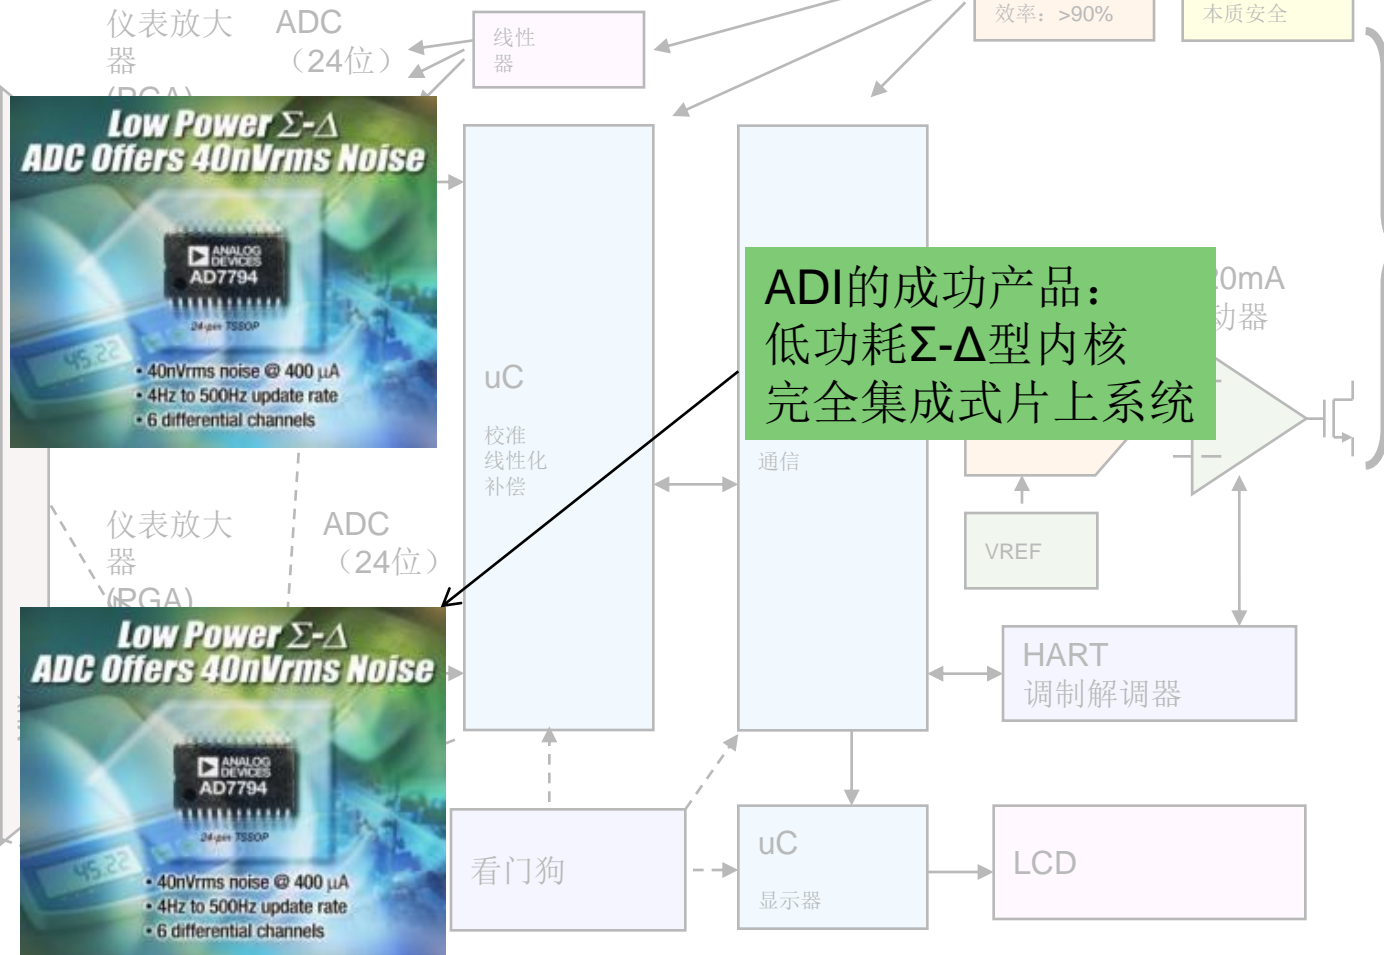 仪表放大
器
(PGA)
ADC
（24位）
线性
器
效率：>90%
本质安全
Low Power Σ-Δ
ADC Offers 40nVrms Noise
ANALOG
DEVICES
AD7794
24-pin TSSOP
45.22
• 40nVrms noise @ 400 μA
• 4Hz to 500Hz update rate
• 6 differential channels
uC
校准
线性化
补偿
ADI的成功产品：
低功耗Σ-Δ型内核
完全集成式片上系统
通信
20mA
动器
VREF
仪表放大
器
(PGA)
ADC
（24位）
Low Power Σ-Δ
ADC Offers 40nVrms Noise
ANALOG
DEVICES
AD7794
24-pin TSSOP
45.22
• 40nVrms noise @ 400 μA
• 4Hz to 500Hz update rate
• 6 differential channels
HART
调制解调器
看门狗
uC
显示器
LCD